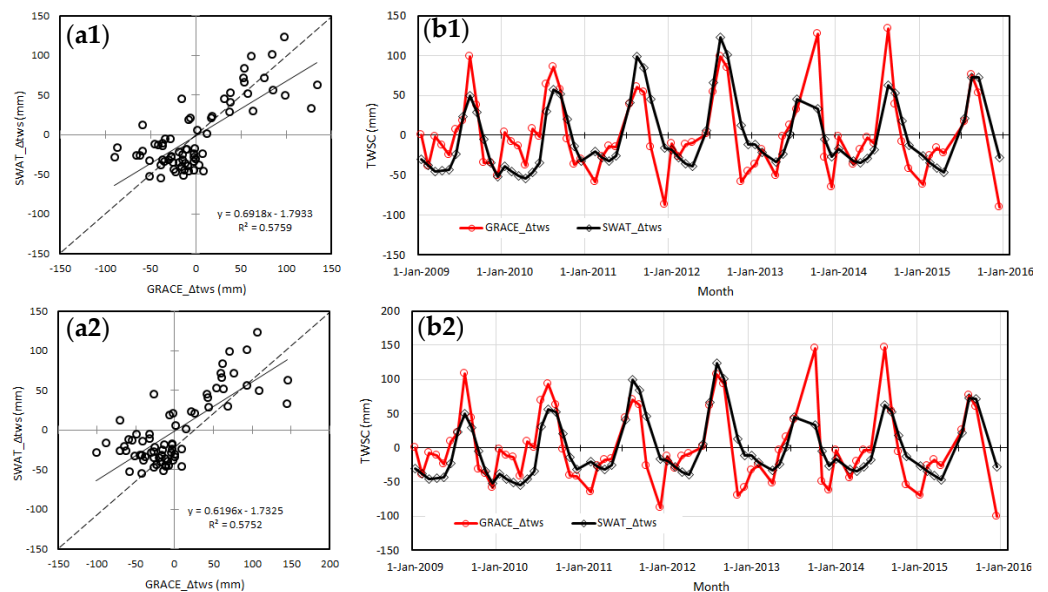 (a1)
SWAT_Δtws (mm)
150
100
50
0
-50
-100
-150
y = 0.6918x - 1.7933
R² = 0.5759
-150 -100 -50 0 50 100 150
GRACE_Δtws (mm)
(b1)
TWSC (mm)
150
100
50
0
-50
-100
-150
GRACE_Δtws SWAT_Δtws
1-Jan-2009 1-Jan-2010 1-Jan-2011 1-Jan-2012 1-Jan-2013 1-Jan-2014 1-Jan-2015 1-Jan-2016
Month
(a2)
SWAT_Δtws (mm)
150
100
50
0
-50
-100
-150
y = 0.6196x - 1.7325
R² = 0.5752
-150 -100 -50 0 50 100 150 200
GRACE_Δtws (mm)
(b2)
TWSC (mm)
200
150
100
50
0
-50
-100
-150
GRACE_Δtws SWAT_Δtws
1-Jan-2009 1-Jan-2010 1-Jan-2011 1-Jan-2012 1-Jan-2013 1-Jan-2014 1-Jan-2015 1-Jan-2016
Month